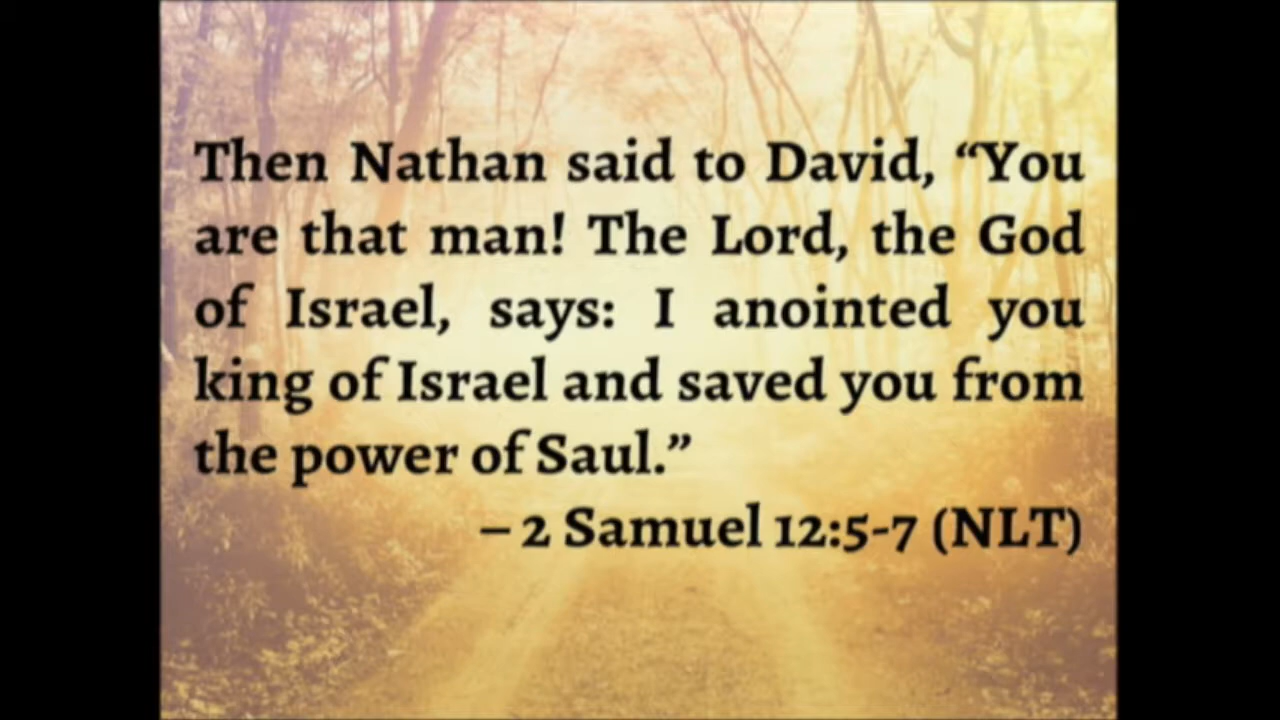 Then Nathan said to David, “You
are that man! The Lord, the God
of Israel, says: I anointed you
king of Israel and saved you from
the power of Saul.”
– 2 Samuel 12:5-7 (NLT)